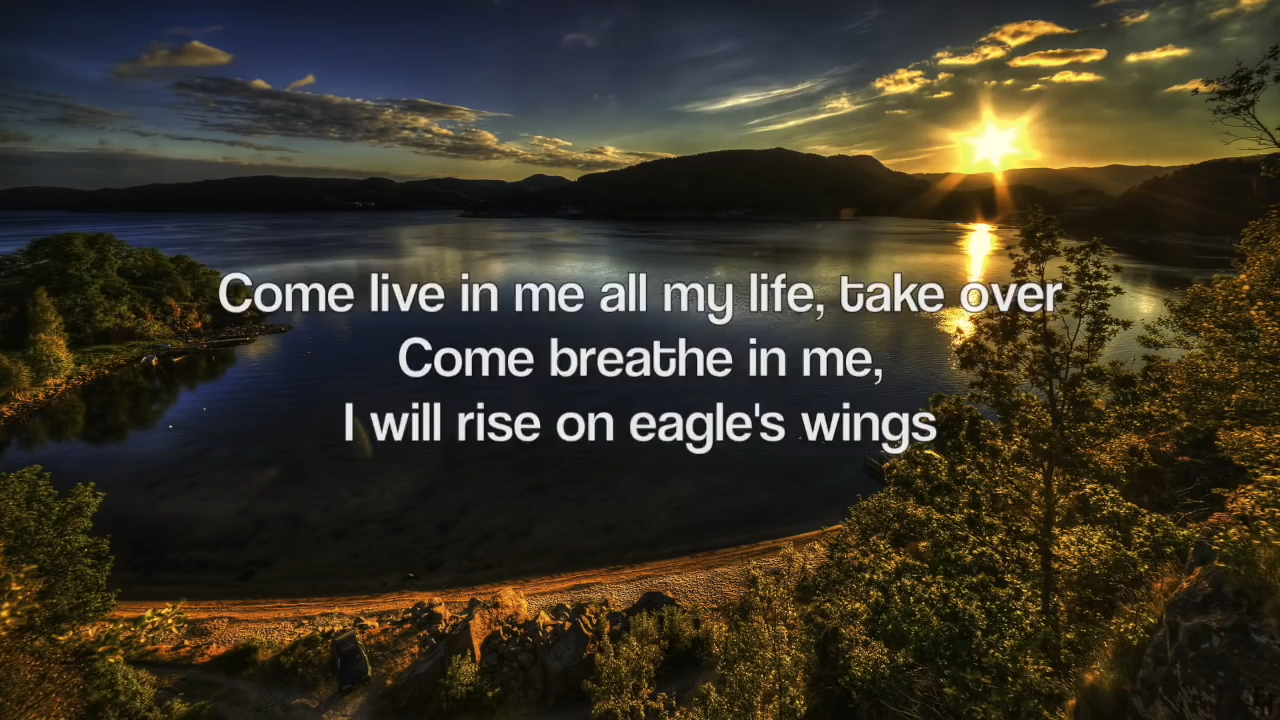 Come live in me all my life, take over
Come breathe in me,
I will rise on eagle's wings